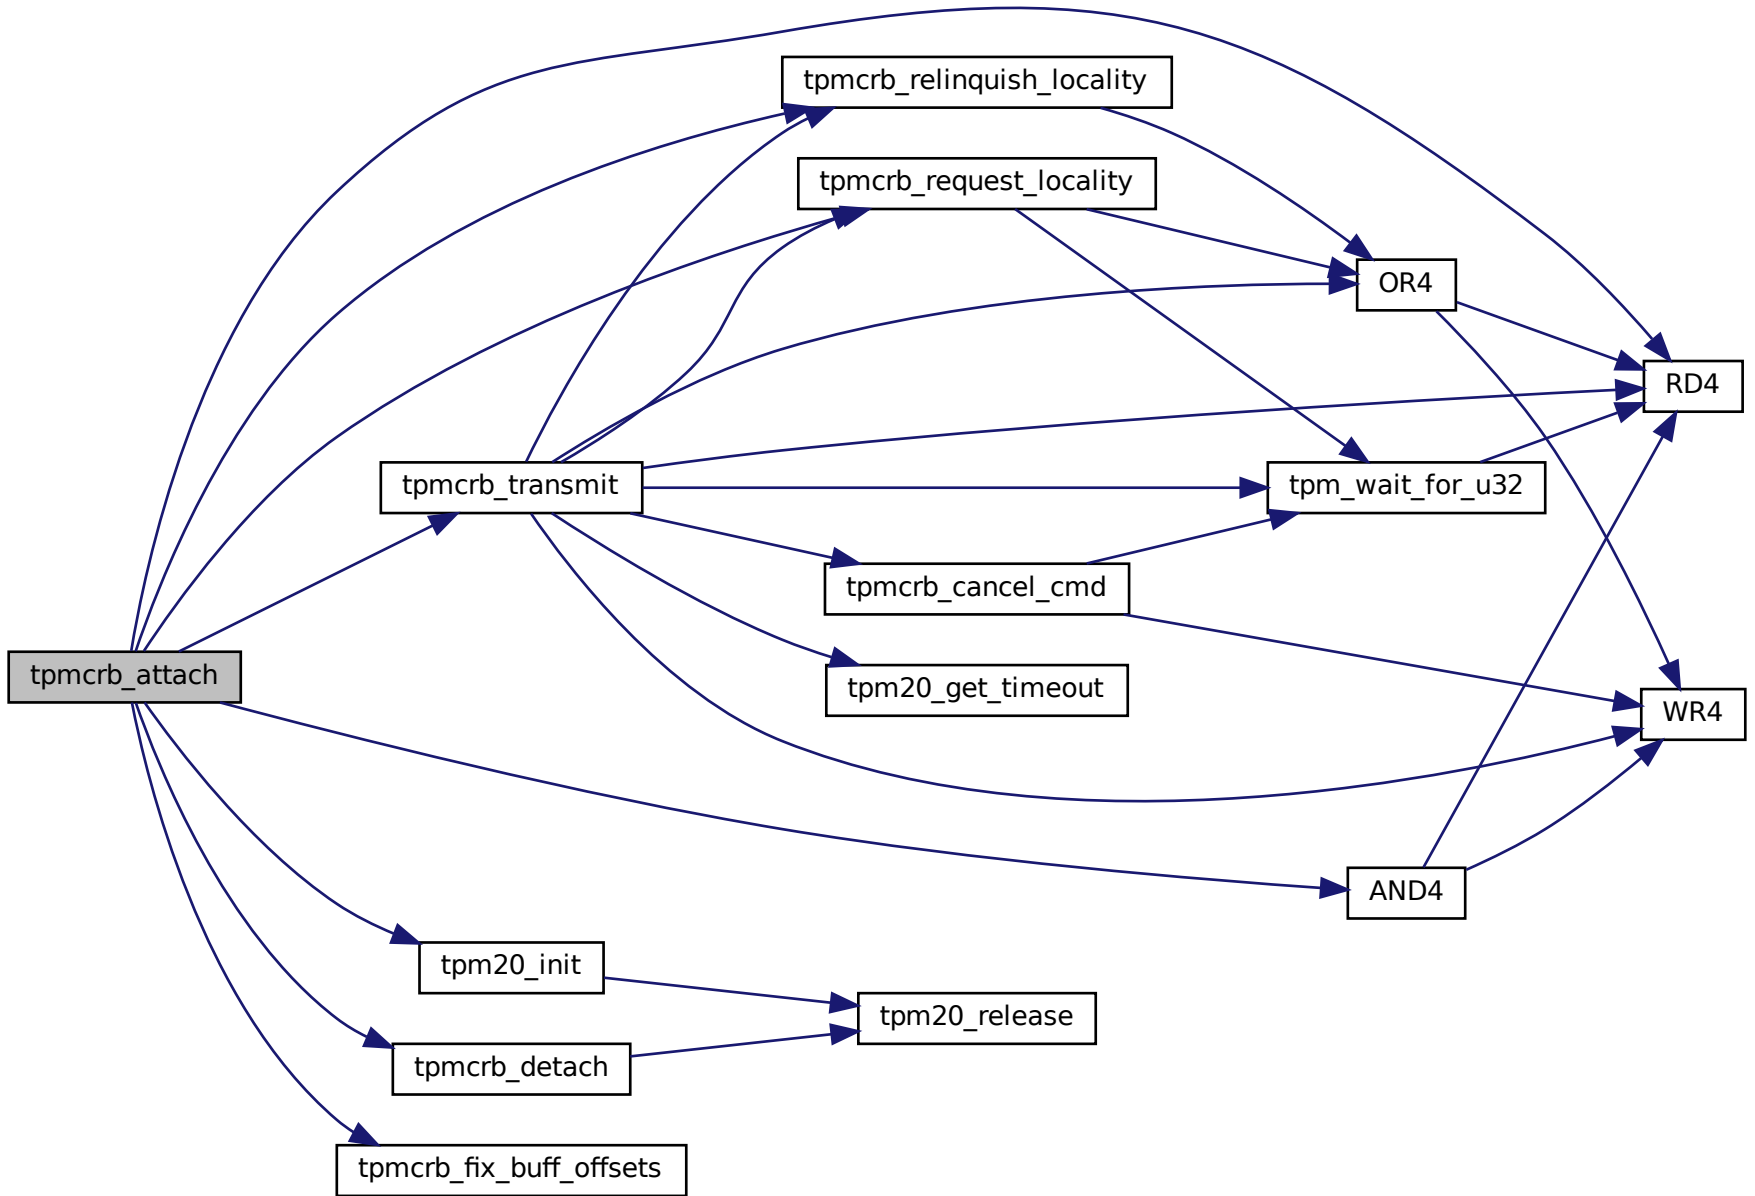 tpmcrb_relinquish_locality
tpmcrb_request_locality
OR4
RD4
tpmcrb_transmit
tpm_wait_for_u32
tpmcrb_cancel_cmd
tpmcrb_attach
tpm20_get_timeout
WR4
AND4
tpm20_init
tpm20_release
tpmcrb_detach
tpmcrb_fix_buff_offsets